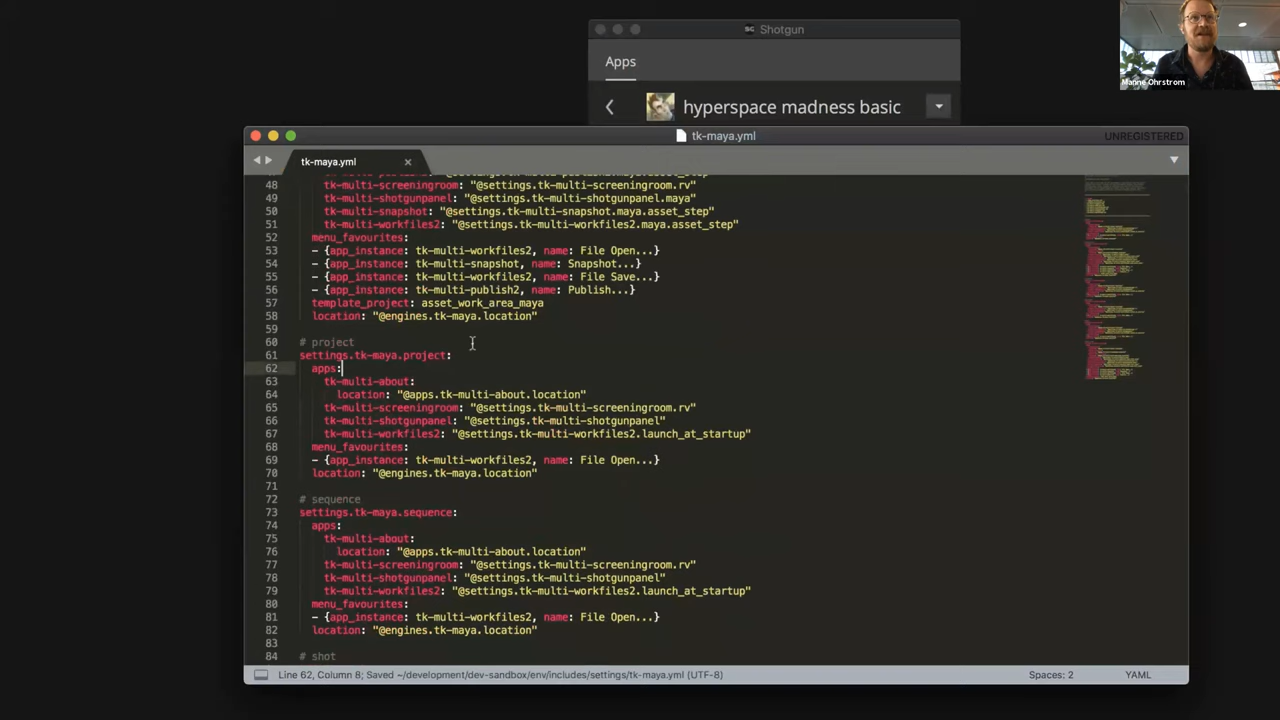 SG Shotgun
Apps
Manne Ohrstrom
hyperspace madness basic
tk-maya.yml
UNREGISTERED
tk-maya.yml
48 tk-multi-screeningroom: "@settings.tk-multi-screeningroom.rv"
49 tk-multi-shotgunpanel: "@settings.tk-multi-shotgunpanel.maya"
50 tk-multi-snapshot: "@settings.tk-multi-snapshot.maya.asset_step"
51 tk-multi-workfiles2: "@settings.tk-multi-workfiles2.maya.asset_step"
52 menu_favourites:
53 - {app_instance: tk-multi-workfiles2, name: File Open...}
54 - {app_instance: tk-multi-snapshot, name: Snapshot...}
55 - {app_instance: tk-multi-workfiles2, name: File Save...}
56 - {app_instance: tk-multi-publish2, name: Publish...}
57 template_project: asset_work_area_maya
58 location: "@engines.tk-maya.location"
59
60 # project
61 settings.tk-maya.project:
62 apps:
63 tk-multi-about:
64 location: "@apps.tk-multi-about.location"
65 tk-multi-screeningroom: "@settings.tk-multi-screeningroom.rv"
66 tk-multi-shotgunpanel: "@settings.tk-multi-shotgunpanel"
67 tk-multi-workfiles2: "@settings.tk-multi-workfiles2.launch_at_startup"
68 menu_favourites:
69 - {app_instance: tk-multi-workfiles2, name: File Open...}
70 location: "@engines.tk-maya.location"
71
72 # sequence
73 settings.tk-maya.sequence:
74 apps:
75 tk-multi-about:
76 location: "@apps.tk-multi-about.location"
77 tk-multi-screeningroom: "@settings.tk-multi-screeningroom.rv"
78 tk-multi-shotgunpanel: "@settings.tk-multi-shotgunpanel"
79 tk-multi-workfiles2: "@settings.tk-multi-workfiles2.launch_at_startup"
80 menu_favourites:
81 - {app_instance: tk-multi-workfiles2, name: File Open...}
82 location: "@engines.tk-maya.location"
83
84 # shot
Line 62, Column 8; Saved ~/development/dev-sandbox/env/includes/settings/tk-maya.yml (UTF-8)
Spaces: 2
YAML